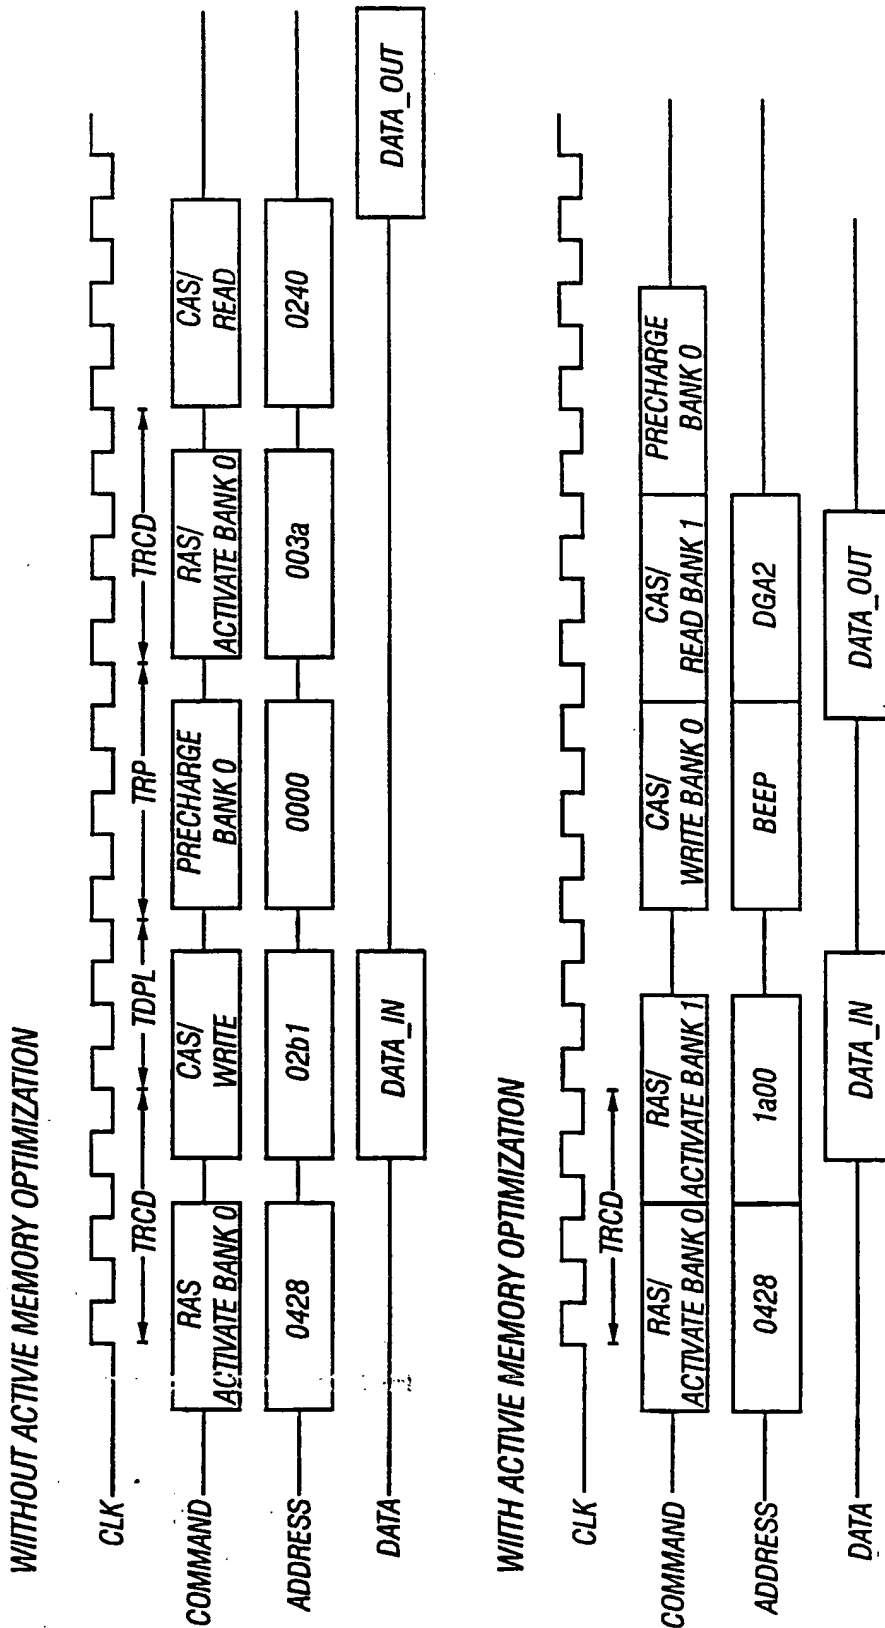 WIITHOUT ACTIVIE MEMORY OPTIMIZATION
CLK
TRCD
TDPL
TRP
TRCD
COMMAND
RAS
ACTIVATE BANK 0
CAS/
WRITE
PRECHARGE
BANK 0
RAS/
ACTIVATE BANK 0
CAS/
READ
ADDRESS
0428
02b1
0000
003a
0240
DATA
DATA_IN
DATA_OUT
WIITH ACTIVIE MEMORY OPTIMIZATION
CLK
TRCD
COMMAND
RAS/
ACTIVATE BANK 0
RAS/
ACTIVATE BANK 1
CAS/
WRITE BANK 0
CAS/
READ BANK 1
PRECHARGE
BANK 0
ADDRESS
0428
1a00
BEEP
DGA2
DATA
DATA_IN
DATA_OUT